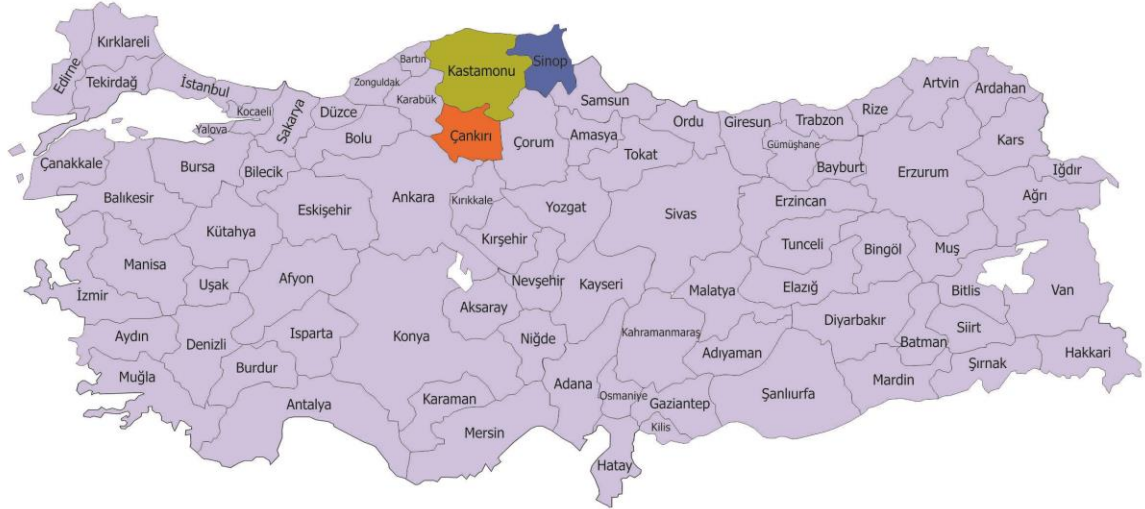 Kırklareli
Edirne
Tekirdağ
İstanbul
Kocaeli
Yalova
Sakarya
Düzce
Zonguldak
Bartın
Karabük
Kastamonu
Sinop
Çankırı
Bolu
Samsun
Ordu
Giresun
Trabzon
Rize
Artvin
Ardahan
Kars
Iğdır
Ağrı
Erzurum
Bayburt
Gümüşhane
Amasya
Çorum
Tokat
Çanakkale
Bursa
Bilecik
Balıkesir
Eskişehir
Ankara
Kırıkkale
Yozgat
Sivas
Erzincan
Kütahya
Kırşehir
Tunceli
Bingöl
Muş
Manisa
Uşak
Afyon
Nevşehir
Kayseri
Malatya
Elazığ
Bitlis
Van
İzmir
Aksaray
Aydın
Denizli
Isparta
Konya
Niğde
Kahramanmaraş
Adıyaman
Diyarbakır
Batman
Siirt
Şırnak
Hakkari
Muğla
Burdur
Antalya
Karaman
Mersin
Adana
Osmaniye
Gaziantep
Kilis
Şanlıurfa
Mardin
Hatay